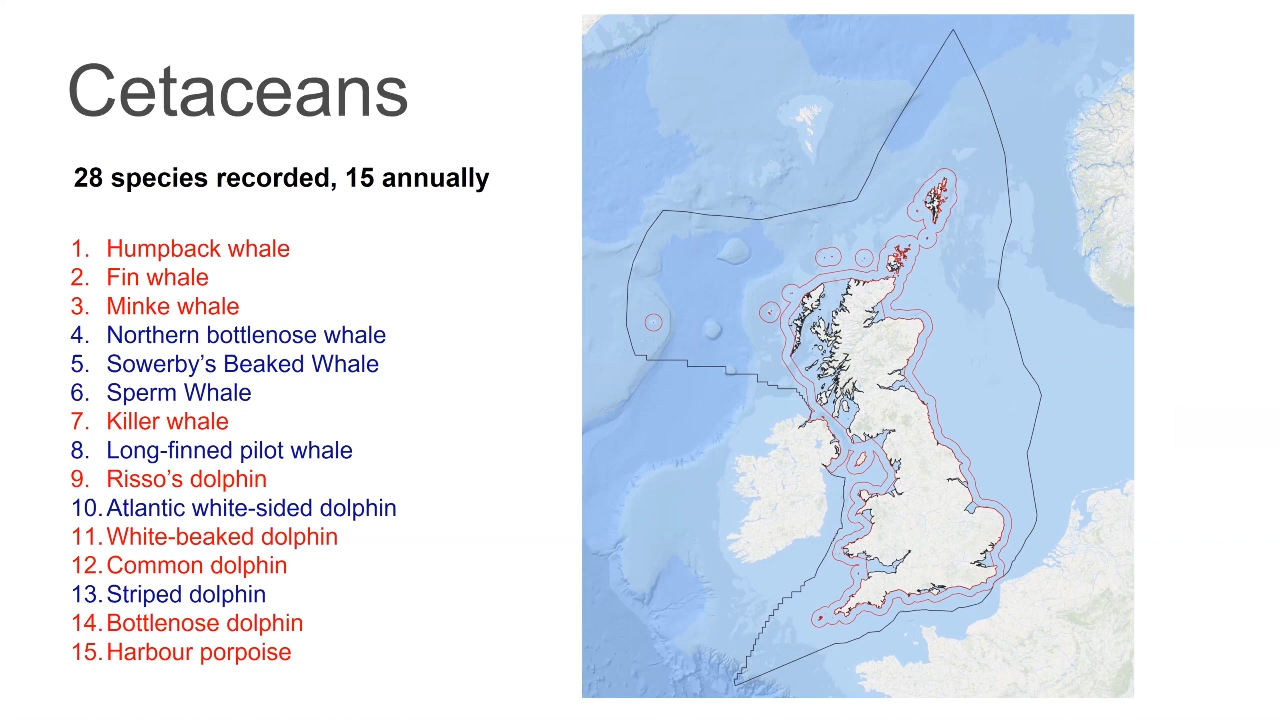 Cetaceans
28 species recorded, 15 annually
1. Humpback whale
2. Fin whale
3. Minke whale
4. Northern bottlenose whale
5. Sowerby's Beaked Whale
6. Sperm Whale
7. Killer whale
8. Long-finned pilot whale
9. Risso's dolphin
10. Atlantic white-sided dolphin
11. White-beaked dolphin
12. Common dolphin
13. Striped dolphin
14. Bottlenose dolphin
15. Harbour porpoise